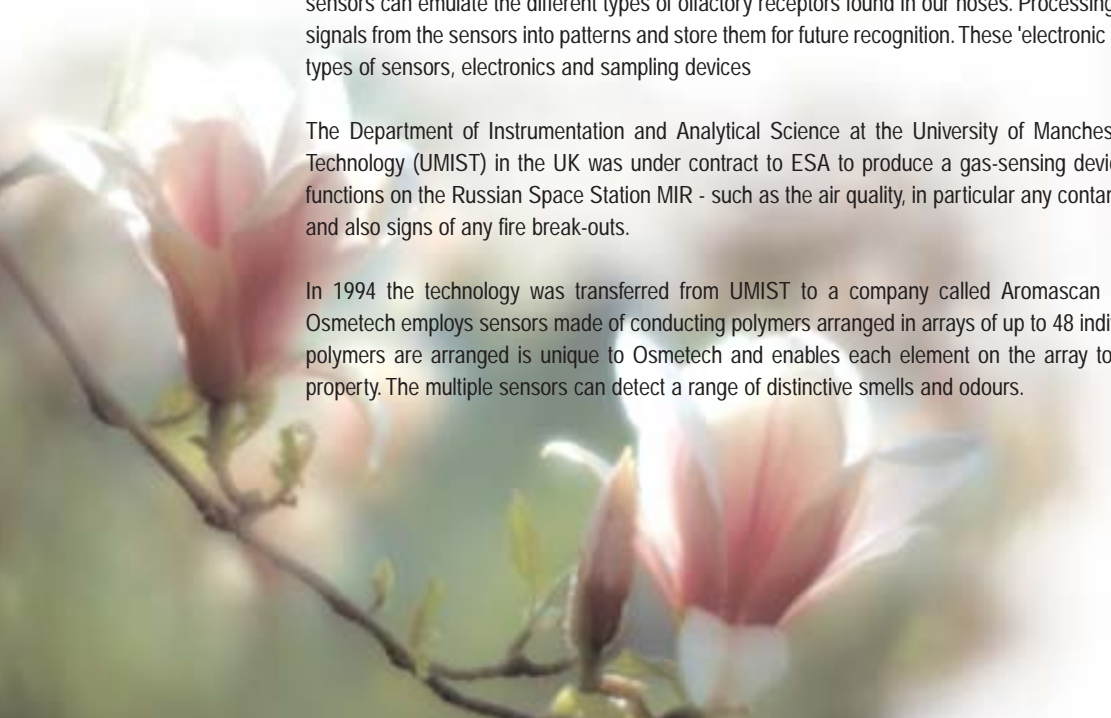 sensors can emulate the different types of olfactory receptors found in our noses. Processing
signals from the sensors into patterns and store them for future recognition. These 'electronic
types of sensors, electronics and sampling devices
The Department of Instrumentation and Analytical Science at the University of Manches
Technology (UMIST) in the UK was under contract to ESA to produce a gas-sensing devi
functions on the Russian Space Station MIR - such as the air quality, in particular any contar
and also signs of any fire break-outs.
In 1994 the technology was transferred from UMIST to a company called Aromascan
Osmetech employs sensors made of conducting polymers arranged in arrays of up to 48 indi
polymers are arranged is unique to Osmetech and enables each element on the array to
property. The multiple sensors can detect a range of distinctive smells and odours.